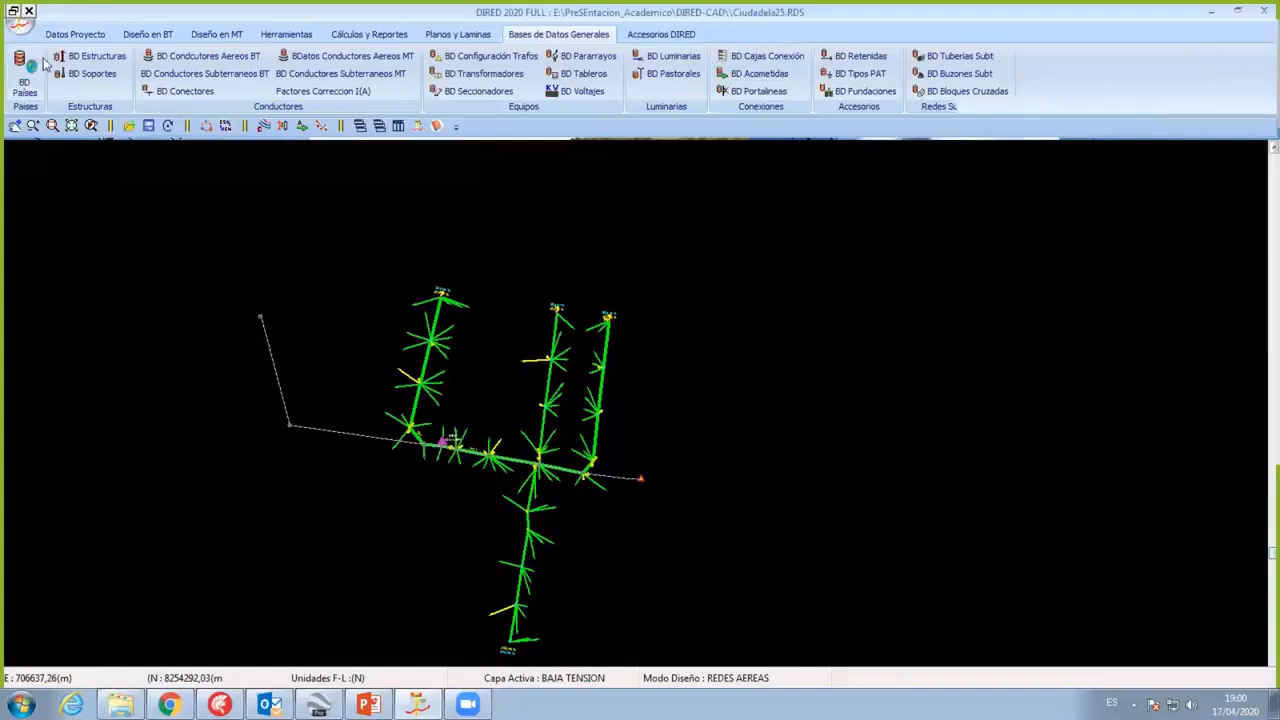 DIRED 2020 FULL : E:\PreSEntacion_Academico\DIRED-CAD\\Ciudadela25.RDS
Datos Proyecto Diseño en BT Diseño en MT Herramientas Cálculos y Reportes Planos y Laminas Bases de Datos Generales Accesorios DIRED
BD Estructuras BD Condcutores Aereos BT BDatos Conductores Aereos MT BD Configuración Trafos BD Pararrayos BD Luminarias BD Cajas Conexión BD Retenidas BD Tuberias Subt
BD Soportes BD Conductores Subterraneos BT BD Conductores Subterraneos MT BD Transformadores BD Tableros BD Pastorales BD Acometidas BD Tipos PAT BD Buzones Subt
BD Países BD Conectores Factores Correccion I(A) BD Seccionadores KV BD Voltajes BD Portalineas BD Fundaciones BD Bloques Cruzadas
Paises Estructuras Conductores Equipos Luminarias Conexiones Accesorios Redes Su
E : 706637,26(m) (N : 8254292,03(m Unidades F-L :(N) Capa Activa : BAJA TENSION Modo Diseño : REDES AEREAS
ES 19:00
17/04/2020